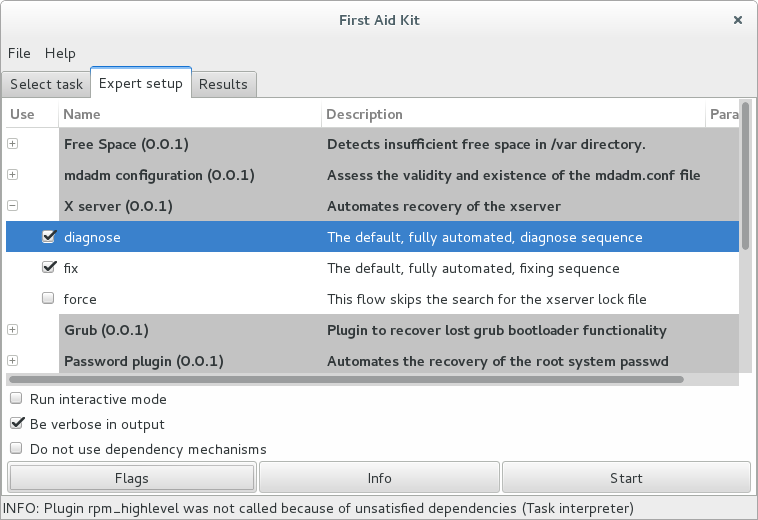 First Aid Kit
File Help
Select task Expert setup Results
Use Name Description Para
Free Space (0.0.1) Detects insufficient free space in /var directory.
mdadm configuration (0.0.1) Assess the validity and existence of the mdadm.conf file
X server (0.0.1) Automates recovery of the xserver
diagnose The default, fully automated, diagnose sequence
fix The default, fully automated, fixing sequence
force This flow skips the search for the xserver lock file
Grub (0.0.1) Plugin to recover lost grub bootloader functionality
Password plugin (0.0.1) Automates the recovery of the root system passwd
Run interactive mode
Be verbose in output
Do not use dependency mechanisms
Flags Info Start
INFO: Plugin rpm_highlevel was not called because of unsatisfied dependencies (Task interpreter)